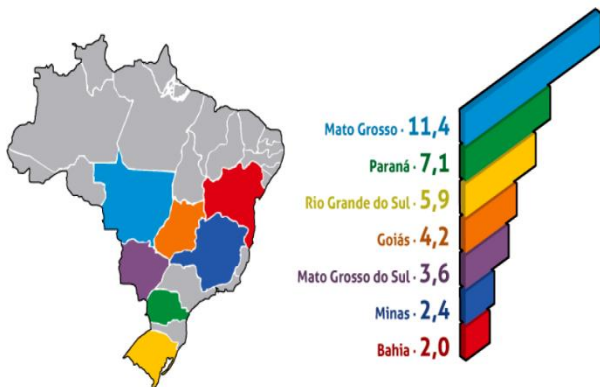 Mato Grosso · 11,4
Paraná · 7,1
Rio Grande do Sul · 5,9
Goiás · 4,2
Mato Grosso do Sul · 3,6
Minas · 2,4
Bahia · 2,0